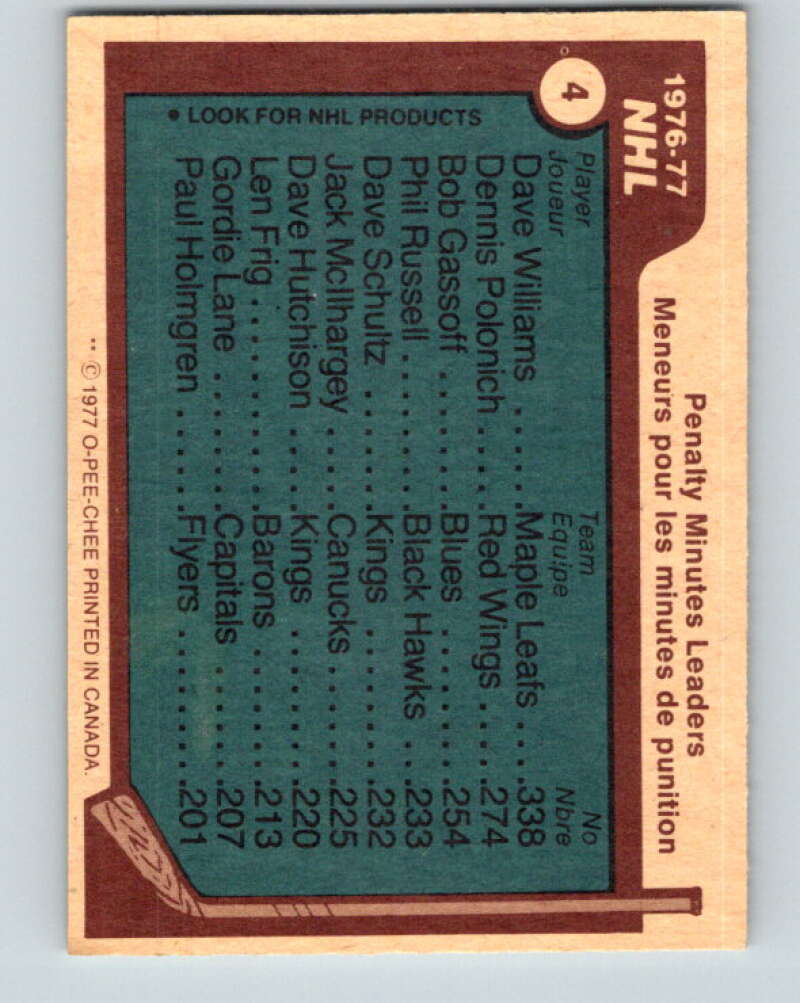 4
1976-77
NHL
Penalty Minutes Leaders
Meneurs pour les minutes de punition
Player Team No
Joueur Equipe Nbre
Dave Williams ..... Maple Leafs ....338
Dennis Polonich ..... Red Wings ....274
Bob Gassoff ........ Blues ........254
Phil Russell ........ Black Hawks ...233
Dave Schultz ....... Kings ........232
Jack McIlhargey ..... Canucks ......225
Dave Hutchison .... Kings ........220
Len Frig ........... Barons .......213
Gordie Lane ........ Capitals ......207
Paul Holmgren ...... Flyers ........201
• LOOK FOR NHL PRODUCTS
** © 1977 O-PEE-CHEE PRINTED IN CANADA.